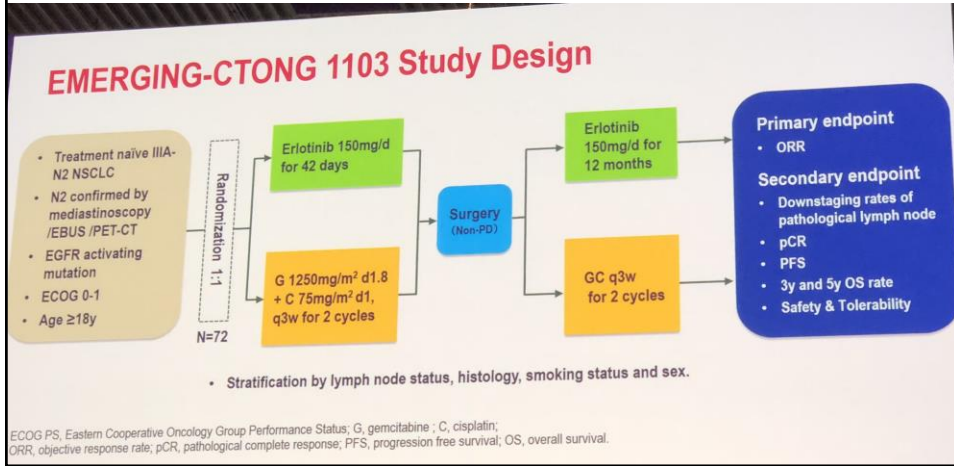 EMERGING-CTONG 1103 Study Design
• Treatment naïve IIIA-
N2 NSCLC
• N2 confirmed by
mediastinoscopy
/EBUS /PET-CT
• EGFR activating
mutation
• ECOG 0-1
• Age ≥18y
Randomization 1:1
N=72
Erlotinib 150mg/d
for 42 days
G 1250mg/m² d1.8
+ C 75mg/m² d1,
q3w for 2 cycles
Surgery
(Non-PD)
Erlotinib
150mg/d for
12 months
GC q3w
for 2 cycles
Primary endpoint
• ORR
Secondary endpoint
• Downstaging rates of
pathological lymph node
• pCR
• PFS
• 3y and 5y OS rate
• Safety & Tolerability
• Stratification by lymph node status, histology, smoking status and sex.
ECOG PS, Eastern Cooperative Oncology Group Performance Status; G, gemcitabine ; C, cisplatin;
ORR, objective response rate; pCR, pathological complete response; PFS, progression free survival; OS, overall survival.